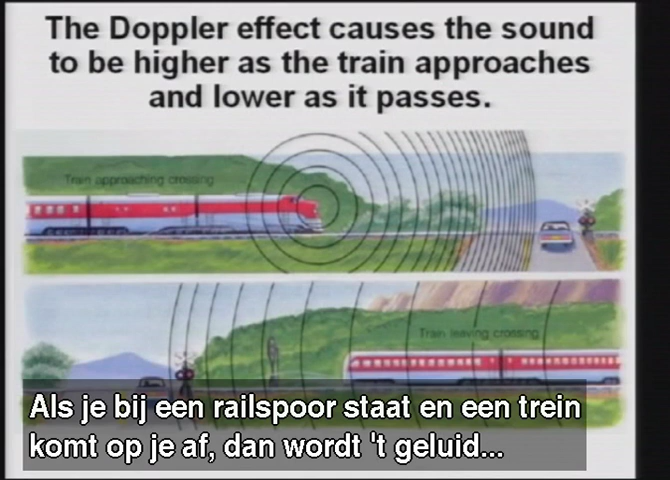 The Doppler effect causes the sound
to be higher as the train approaches
and lower as it passes.
Train approaching crossing
Train leaving crossing
Als je bij een railspoor staat en een trein
komt op je af, dan wordt 't geluid...